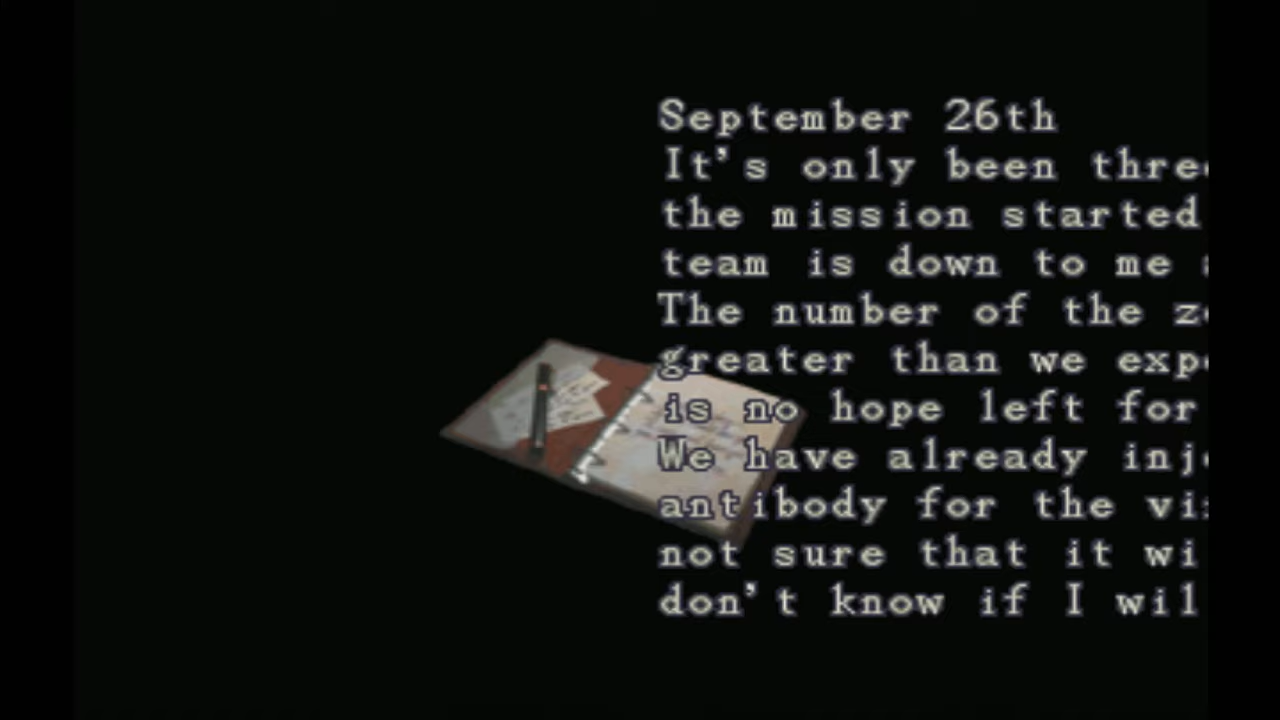 September 26th
It's only been three
the mission started
team is down to me
The number of the
greater than we
is no hope left for
We have already
antibody for the
not sure that it
don't know if I